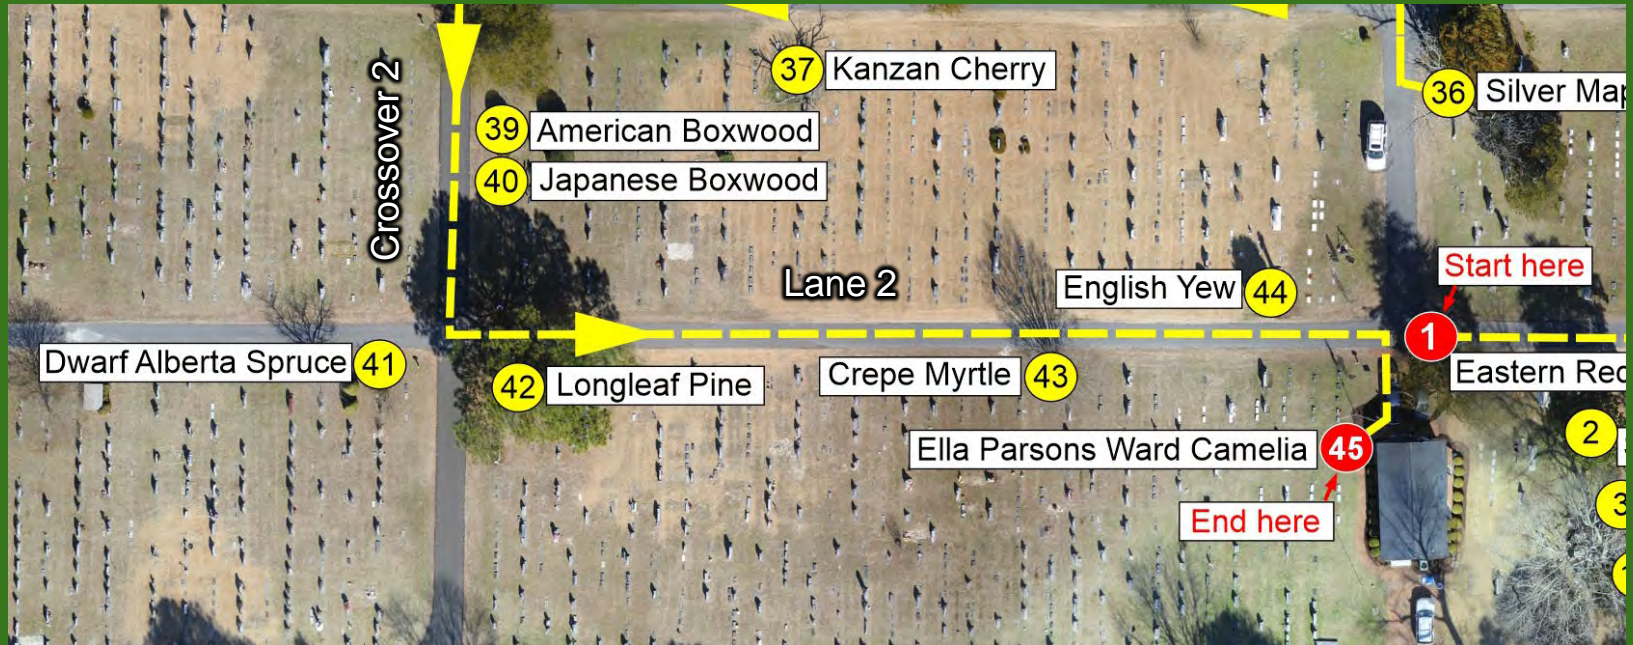 37 Kanzan Cherry
36 Silver Map
Crossover 2
39 American Boxwood
40 Japanese Boxwood
Start here
Lane 2
English Yew 44
1
Dwarf Alberta Spruce 41
Eastern Red
42 Longleaf Pine
Crepe Myrtle 43
2
Ella Parsons Ward Camelia 45
3
End here